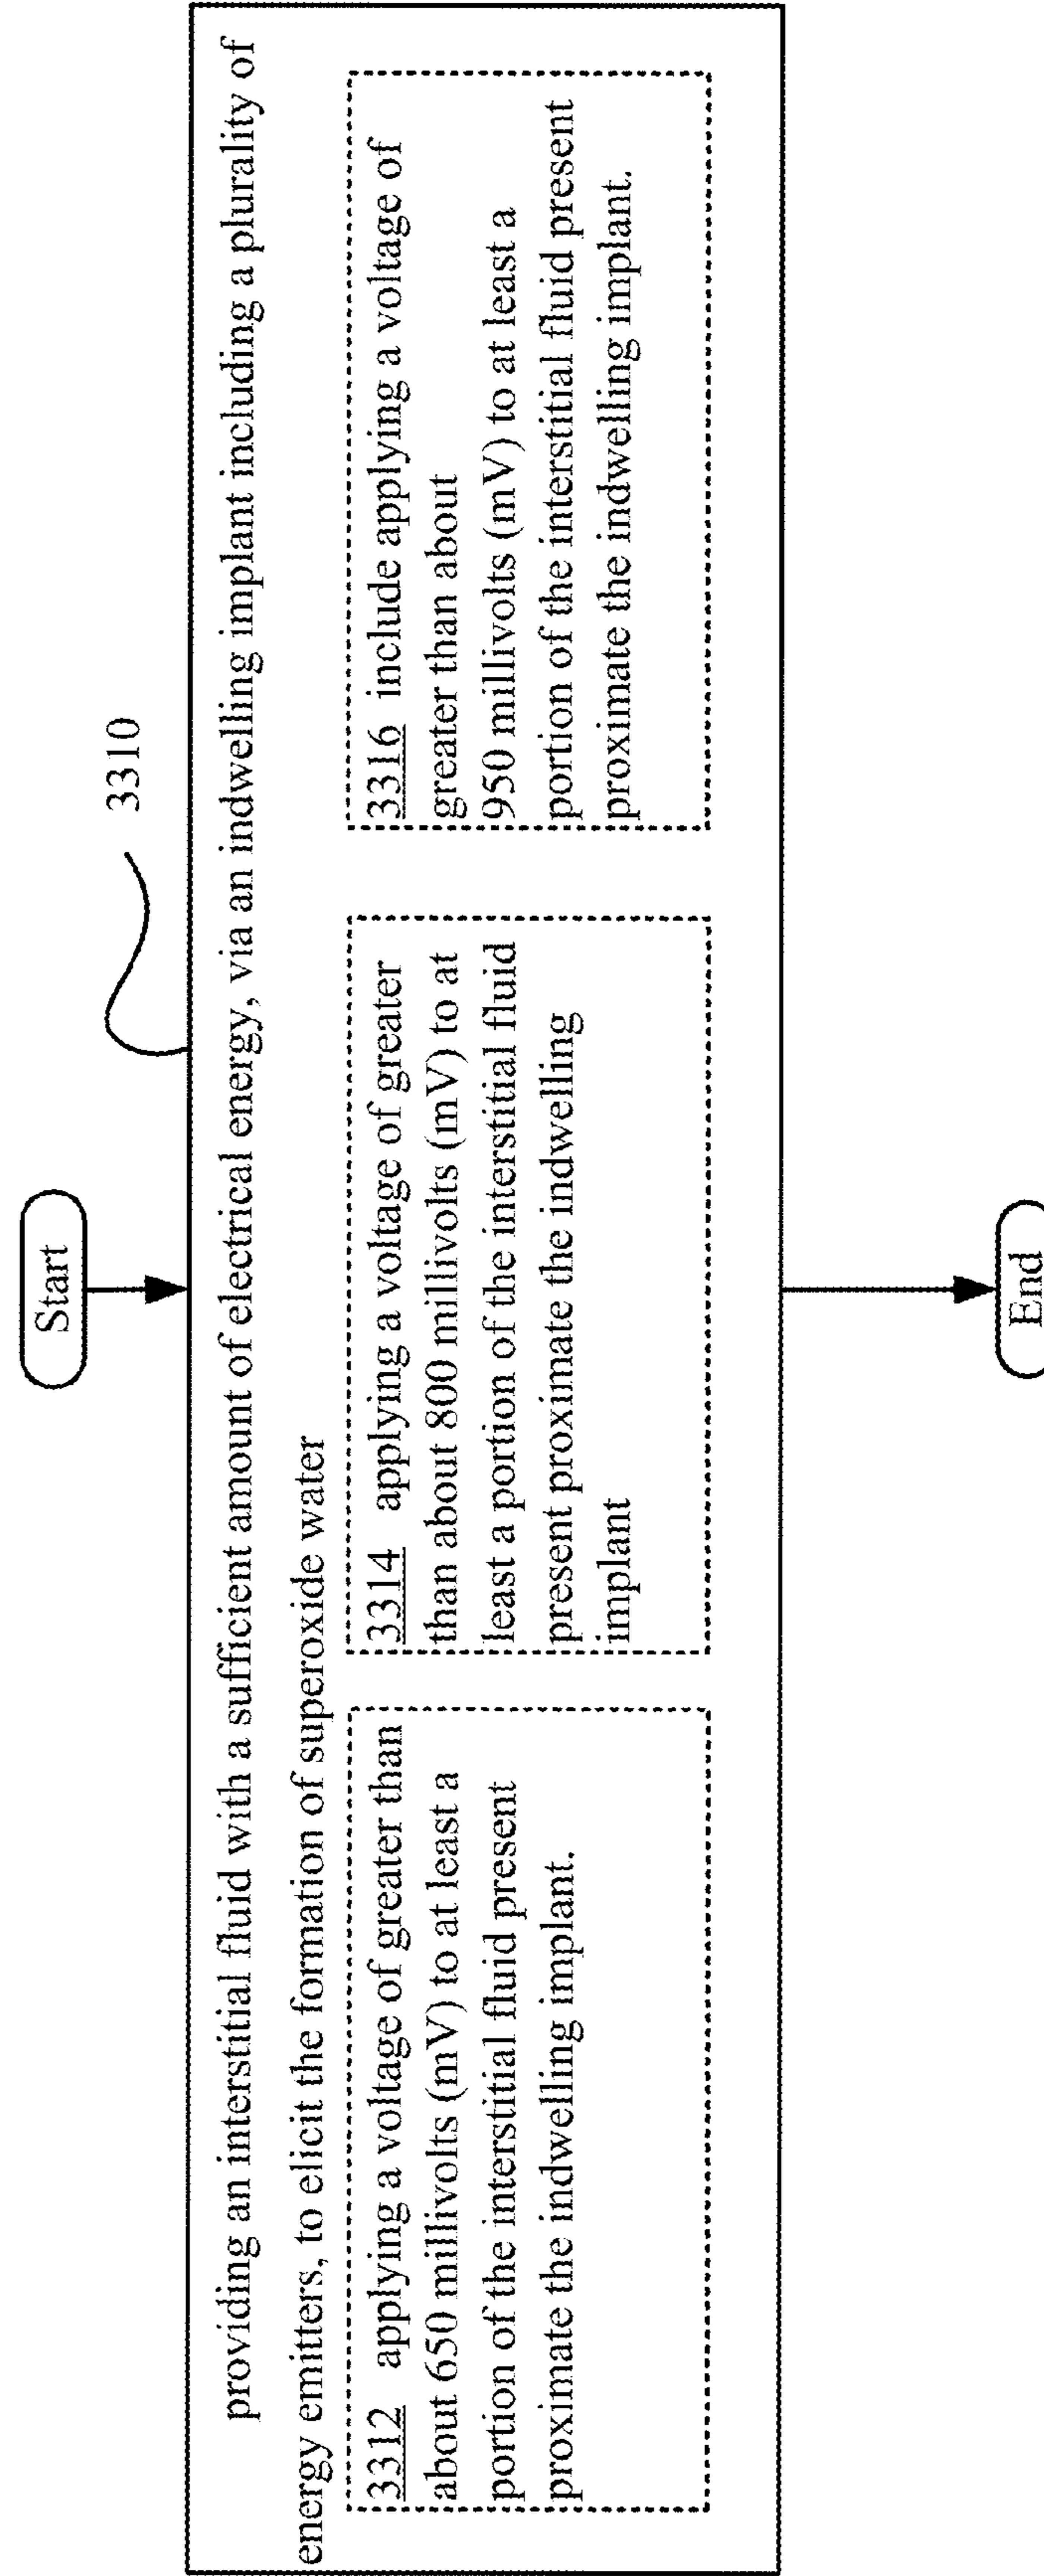 Start
3310
providing an interstitial fluid with a sufficient amount of electrical energy, via an indwelling implant including a plurality of
energy emitters, to elicit the formation of superoxide water
3312 applying a voltage of greater than
about 650 millivolts (mV) to at least a
portion of the interstitial fluid present
proximate the indwelling implant.
3314 applying a voltage of greater
than about 800 millivolts (mV) to at
least a portion of the interstitial fluid
present proximate the indwelling
implant
3316 include applying a voltage of
greater than about
950 millivolts (mV) to at least a
portion of the interstitial fluid present
proximate the indwelling implant.
End